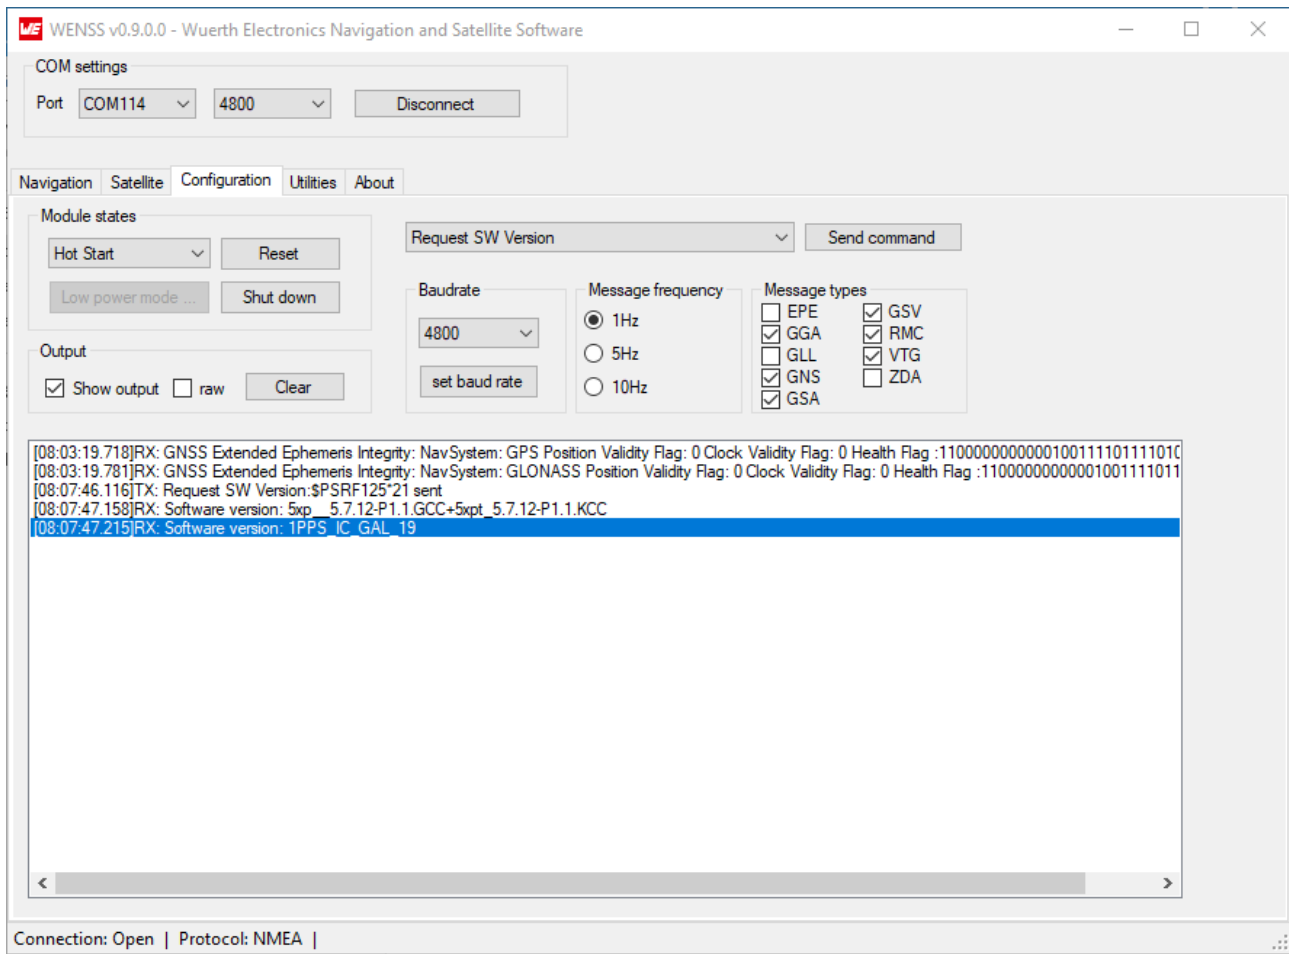 WE WENSS v0.9.0.0 - Wuerth Electronics Navigation and Satellite Software
COM settings
Port COM114 4800 Disconnect
Navigation Satellite Configuration Utilities About
Module states
Hot Start Reset
Low power mode ... Shut down
Output
Show output raw Clear
Request SW Version Send command
Baudrate
4800
set baud rate
Message frequency
1Hz
5Hz
10Hz
Message types
EPE GSV
GGA RMC
GLL VTG
GNS ZDA
GSA
[08:03:19.718]RX: GNSS Extended Ephemeris Integrity: NavSystem: GPS Position Validity Flag: 0 Clock Validity Flag: 0 Health Flag :11000000000001001111011111010
[08:03:19.781]RX: GNSS Extended Ephemeris Integrity: NavSystem: GLONASS Position Validity Flag: 0 Clock Validity Flag: 0 Health Flag :11000000000001001111011
[08:07:46.116]TX: Request SW Version:$PSRF125*21 sent
[08:07:47.158]RX: Software version: 5xp__5.7.12-P1.1.GCC+5xpt_5.7.12-P1.1.KCC
[08:07:47.215]RX: Software version: 1PPS_IC_GAL_19
Connection: Open | Protocol: NMEA |